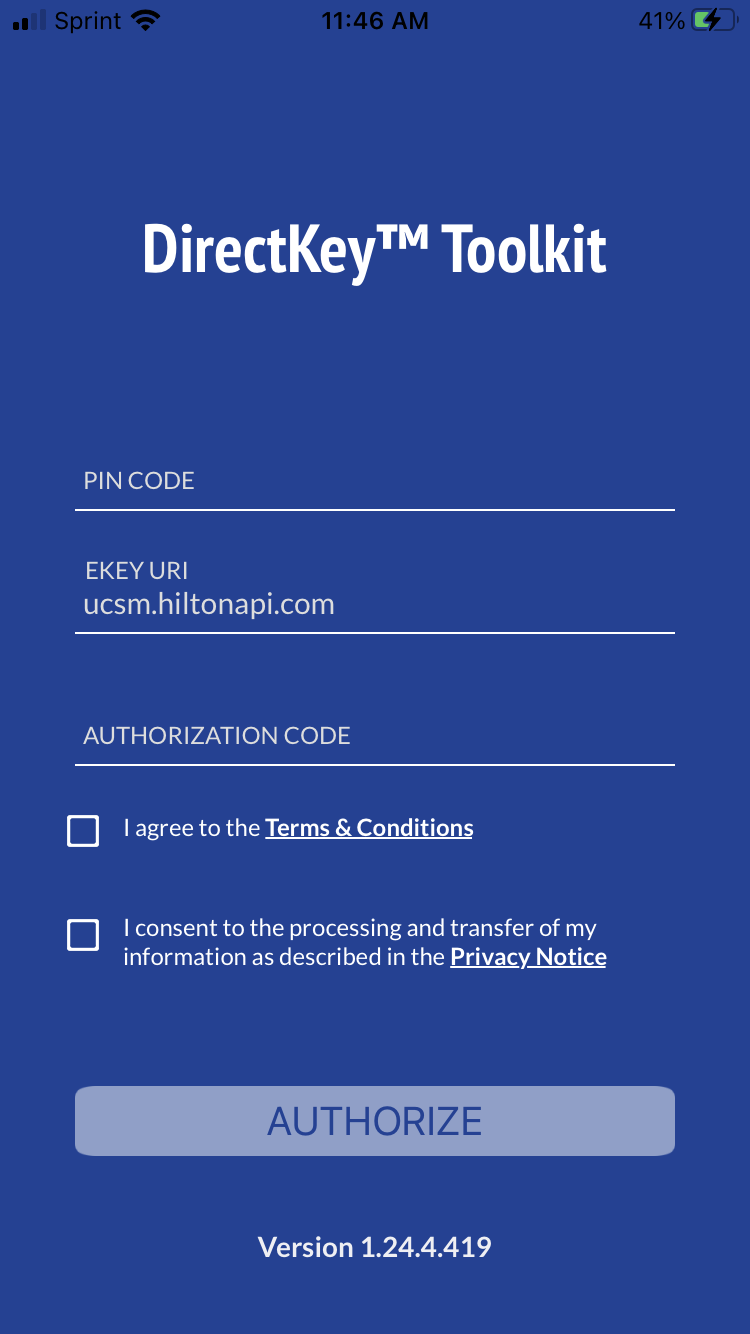 Sprint 11:46 AM 41%
DirectKey™ Toolkit
PIN CODE
EKEY URI
ucsm.hiltonapi.com
AUTHORIZATION CODE
I agree to the Terms & Conditions
I consent to the processing and transfer of my
information as described in the Privacy Notice
AUTHORIZE
Version 1.24.4.419